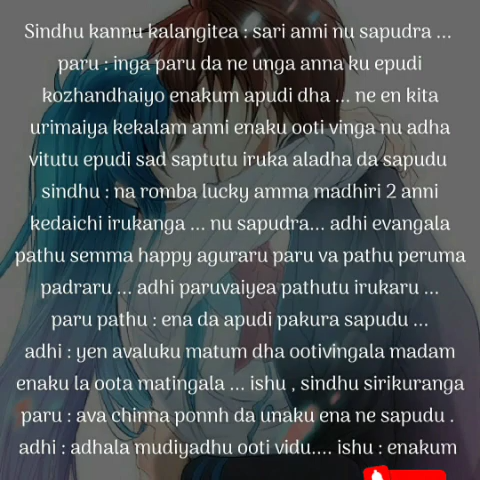 Sindhu kannu kalangitea : sari anni nu sapudra ...
paru : inga paru da ne unga anna ku epudi
kozhandhaiyo enakum apudi dha ... ne en kita
urimaiya kekalam anni enaku ooti vinga nu adha
vitutu epudi sad saptutu iruka aladha da sapudu
sindhu : na romba lucky amma madhiri 2 anni
kedaichi irukanga ... nu sapudra... adhi evangala
pathu semma happy aguraru paru va pathu peruma
padraru ... adhi paruvaiyea pathutu irukaru ...
paru pathu : ena da apudi pakura sapudu ...
adhi : yen avaluku matum dha ootivingala madam
enaku la oota matingala ... ishu , sindhu sirikuranga
paru : ava chinna ponnh da unaku ena ne sapudu .
adhi : adhala mudiyadhu ooti vidu.... ishu : enakum